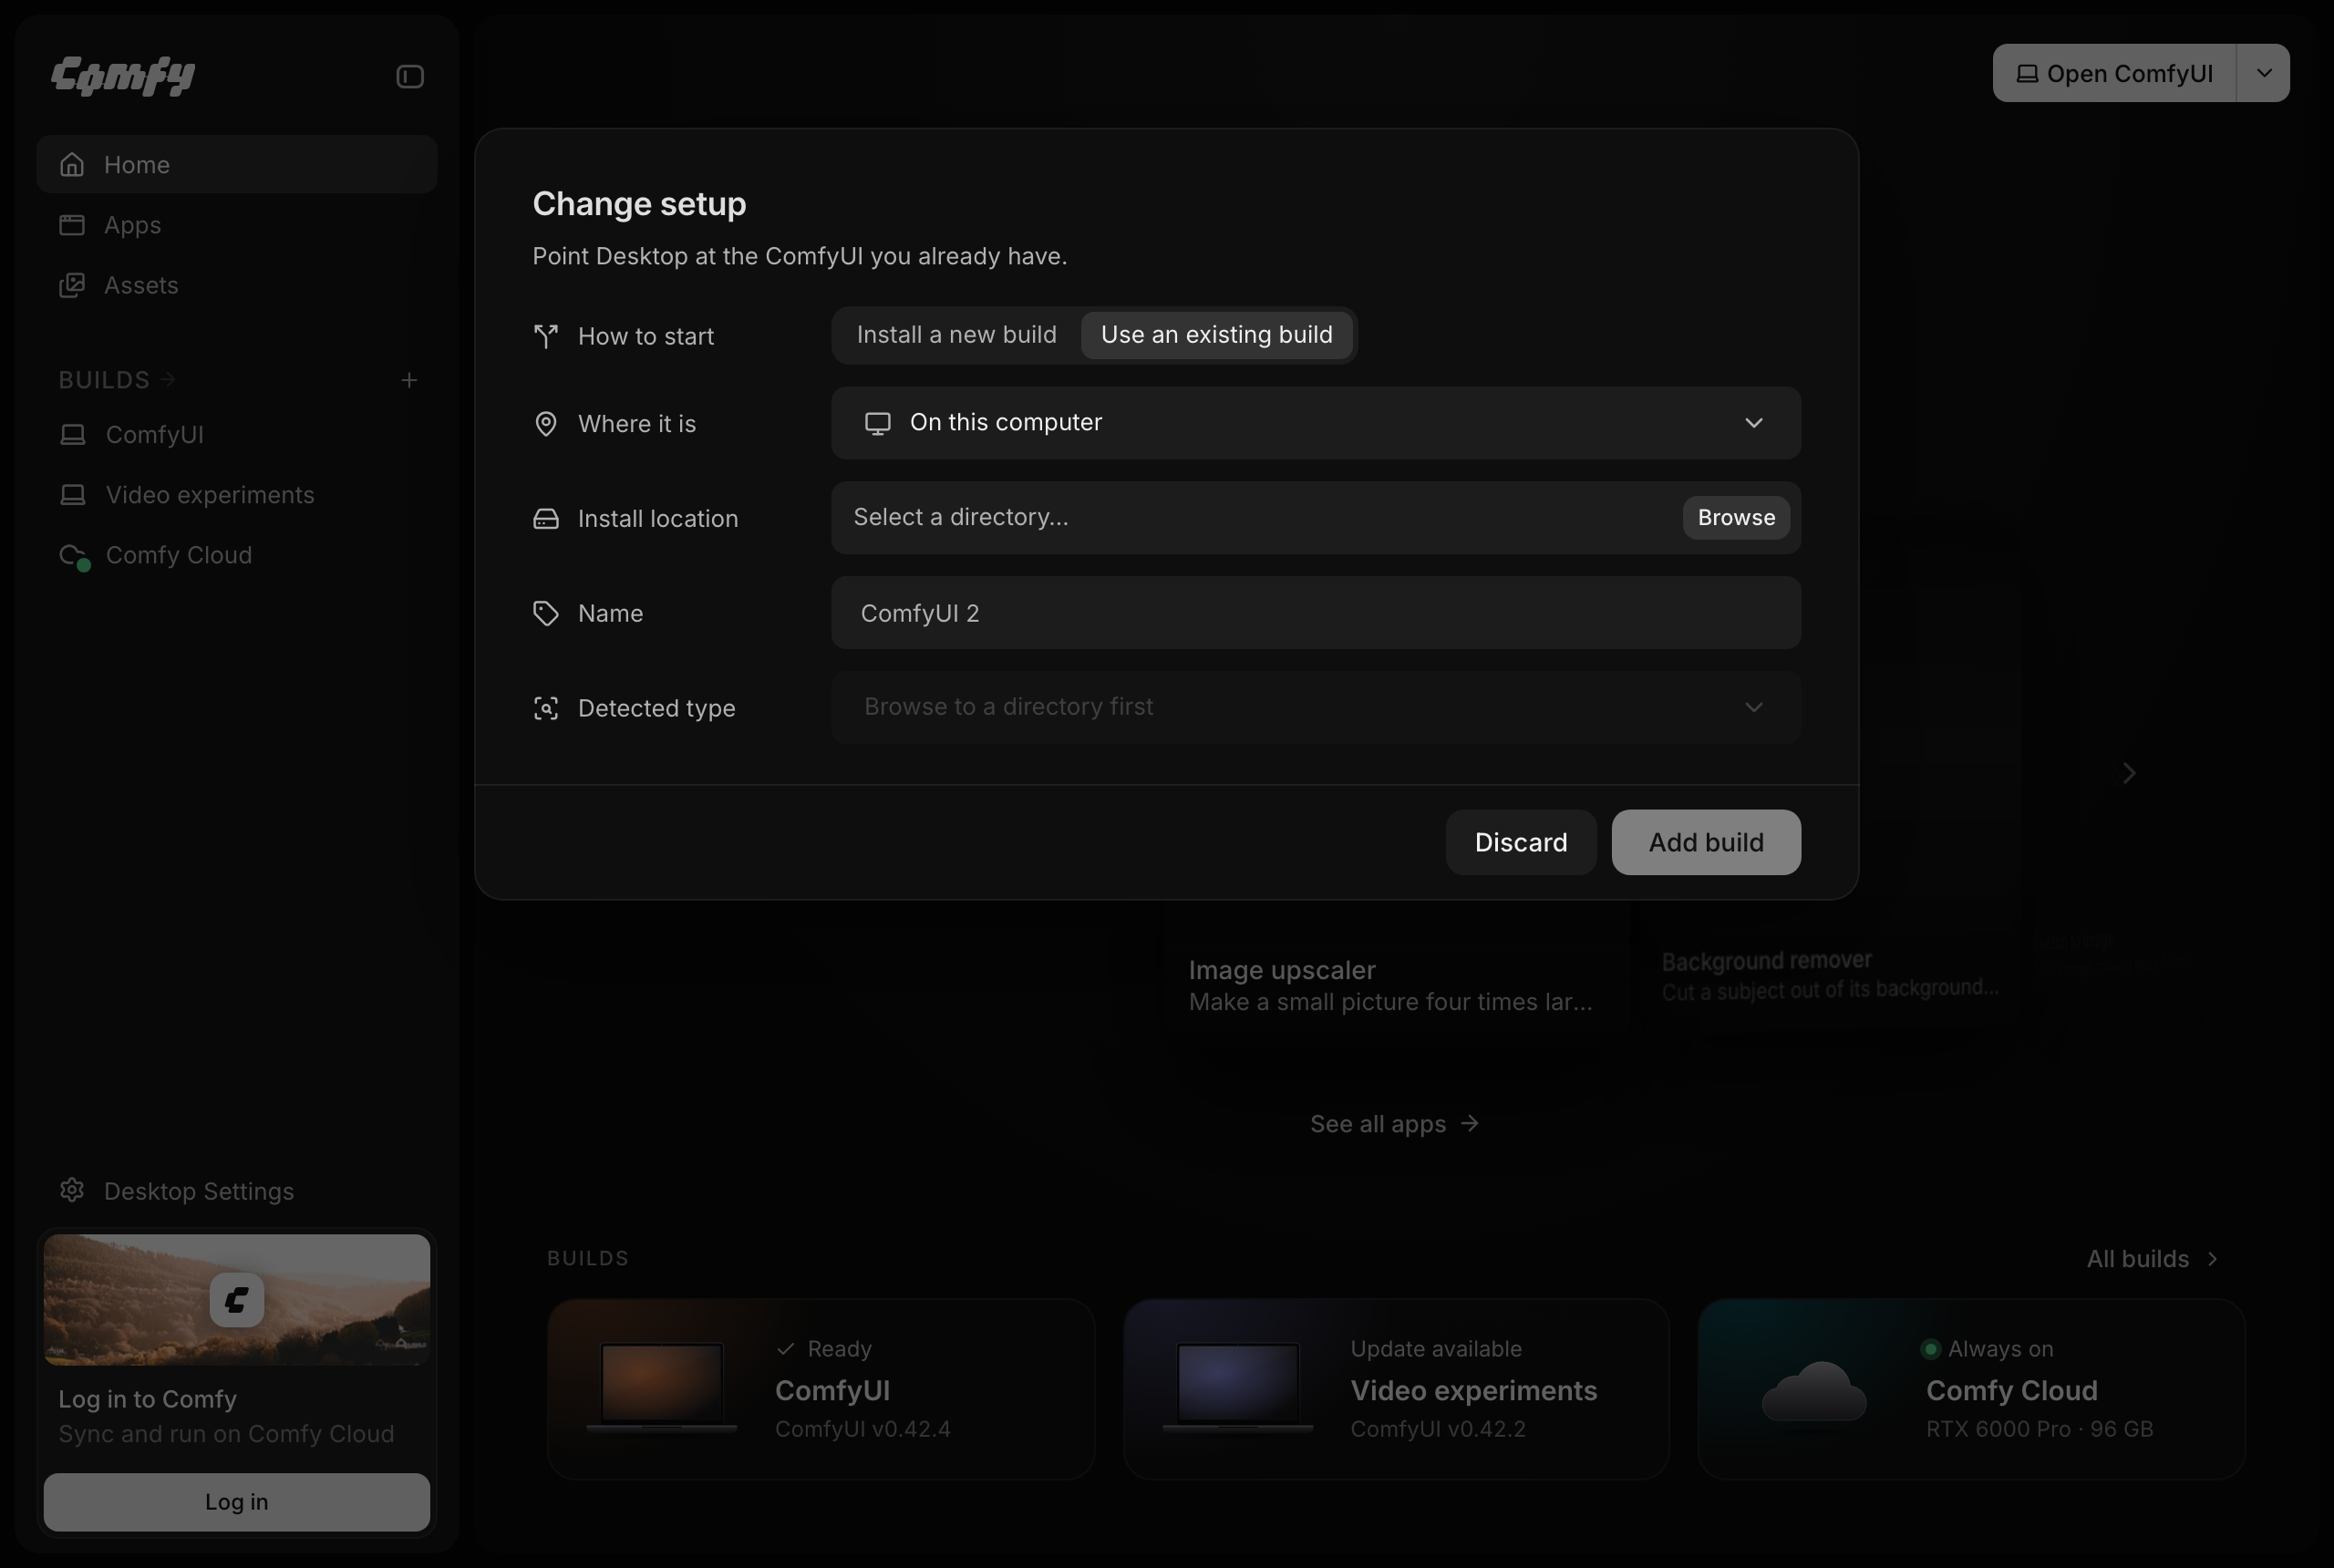 Comfy
Open ComfyUI
Home
Apps
Assets
BUILDS
ComfyUI
Video experiments
Comfy Cloud
Change setup
Point Desktop at the ComfyUI you already have.
How to start
Install a new build
Use an existing build
Where it is
On this computer
Install location
Select a directory...
Browse
Name
ComfyUI 2
Detected type
Browse to a directory first
Discard
Add build
Image upscaler
Make a small picture four times lar...
Background remover
Cut a subject out of its background...
See all apps
Desktop Settings
Log in to Comfy
Sync and run on Comfy Cloud
Log in
BUILDS
All builds
Ready
ComfyUI
ComfyUI v0.42.4
Update available
Video experiments
ComfyUI v0.42.2
Always on
Comfy Cloud
RTX 6000 Pro · 96 GB